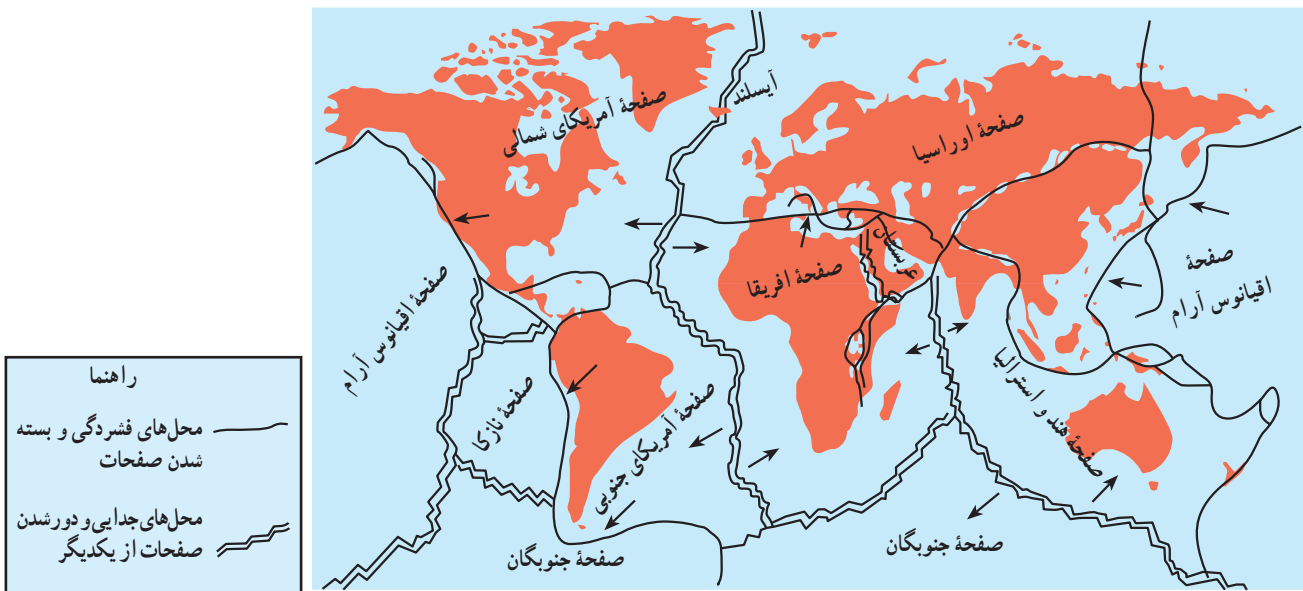 آیسلند
صفحهٔ آمریکای شمالی
صفحهٔ اوراسیا
عربستان
صفحهٔ افریقا
صفحهٔ
اقیانوس آرام
صفحهٔ اقیانوس آرام
صفحهٔ نازکا
صفحهٔ آمریکای جنوبی
صفحهٔ هند و استرالیا
صفحهٔ جنوبگان
صفحهٔ جنوبگان
راهنما
محل‌های فشردگی و بسته
شدن صفحات
محل‌های جدایی و دورشدن
صفحات از یکدیگر